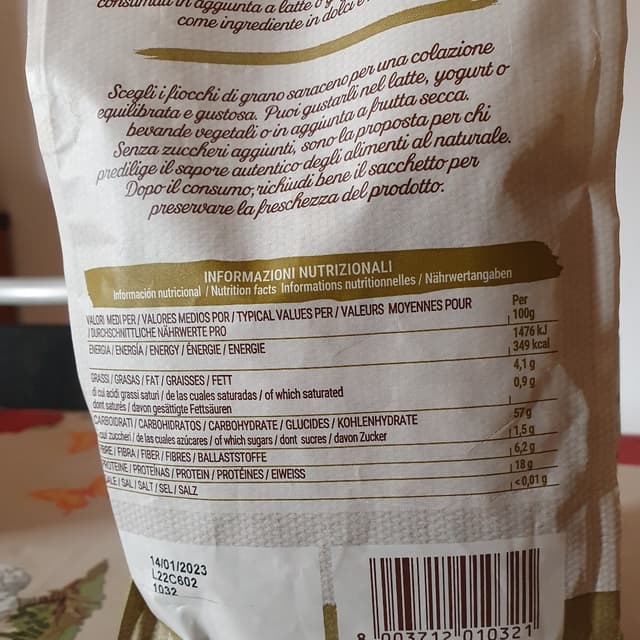 consumati in aggiunta a latte o
come ingrediente in dolci
Scegli i fiocchi di grano saraceno per una colazione
equilibrata e gustosa. Puoi gustarli nel latte, yogurt o
bevande vegetali o in aggiunta a frutta secca.
Senza zuccheri aggiunti, sono la proposta per chi
predilige il sapore autentico degli alimenti al naturale.
Dopo il consumo, richiudi bene il sacchetto per
preservare la freschezza del prodotto.
INFORMAZIONI NUTRIZIONALI
Información nutricional / Nutrition facts Informations nutritionnelles / Nährwertangaben
VALORI MEDI PER / VALORES MEDIOS POR / TYPICAL VALUES PER / VALEURS MOYENNES POUR
/ DURCHSCHNITTLICHE NÄHRWERTE PRO
Per
100g
ENERGIA / ENERGÍA / ENERGY / ÉNERGIE / ENERGIE
1476 kJ
349 kcal
GRASSI / GRASAS / FAT / GRAISSES / FETT
4,1 g
di cui acidi grassi saturi / de las cuales saturadas / of which saturated
dont saturés / davon gesättigte Fettsäuren
0,9 g
CARBOIDRATI / CARBOHIDRATOS / CARBOHYDRATE / GLUCIDES / KOHLENHYDRATE
57 g
cui zuccheri / de las cuales azúcares / of which sugars / dont sucres / davon Zucker
1,5 g
FIBRE / FIBRA / FIBER / FIBRES / BALLASTSTOFFE
6,2 g
PROTEINE / PROTEÍNAS / PROTEIN / PROTÉINES / EIWEISS
18 g
SALE / SAL / SALT / SEL / SALZ
<0,01 g
14/01/2023
L22C602
1032
8 003712 010321